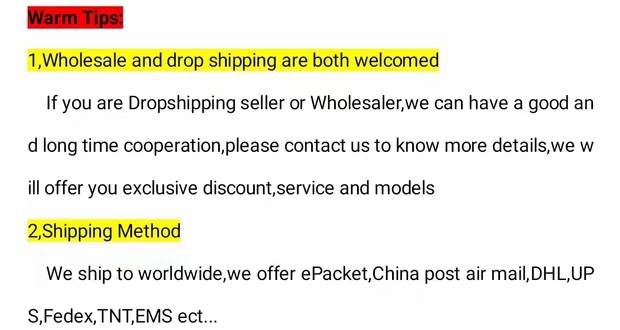 Warm Tips:
1,Wholesale and drop shipping are both welcomed
If you are Dropshipping seller or Wholesaler,we can have a good an
d long time cooperation,please contact us to know more details,we w
ill offer you exclusive discount,service and models
2,Shipping Method
We ship to worldwide,we offer ePacket,China post air mail,DHL,UP
S,Fedex,TNT,EMS ect...